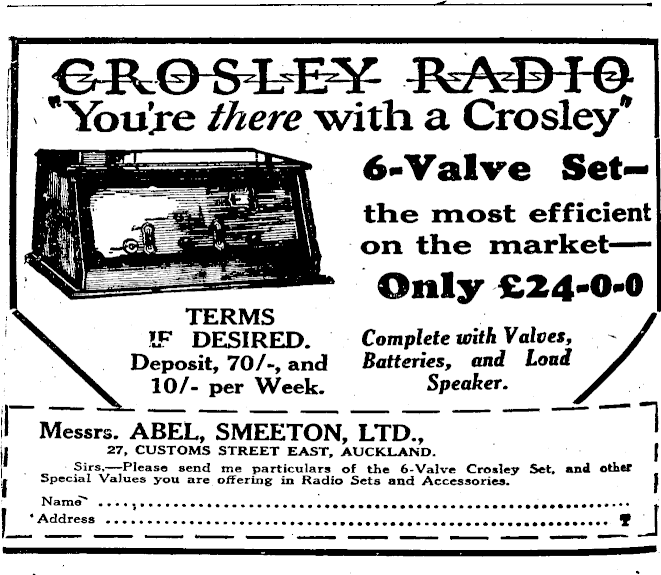 CROSLEY RADIO
"You're there with a Crosley"
6-Valve Set—
the most efficient
on the market—
Only £24-0-0
TERMS
IF DESIRED.
Deposit, 70/-, and
10/- per Week.
Complete with Valves,
Batteries, and Loud
Speaker.
Messrs. ABEL, SMEETON, LTD.,
27, CUSTOMS STREET EAST, AUCKLAND.
Sirs,—Please send me particulars of the 6-Valve Crosley Set, and other
Special Values you are offering in Radio Sets and Accessories.
Name ........................................
Address ........................................ T